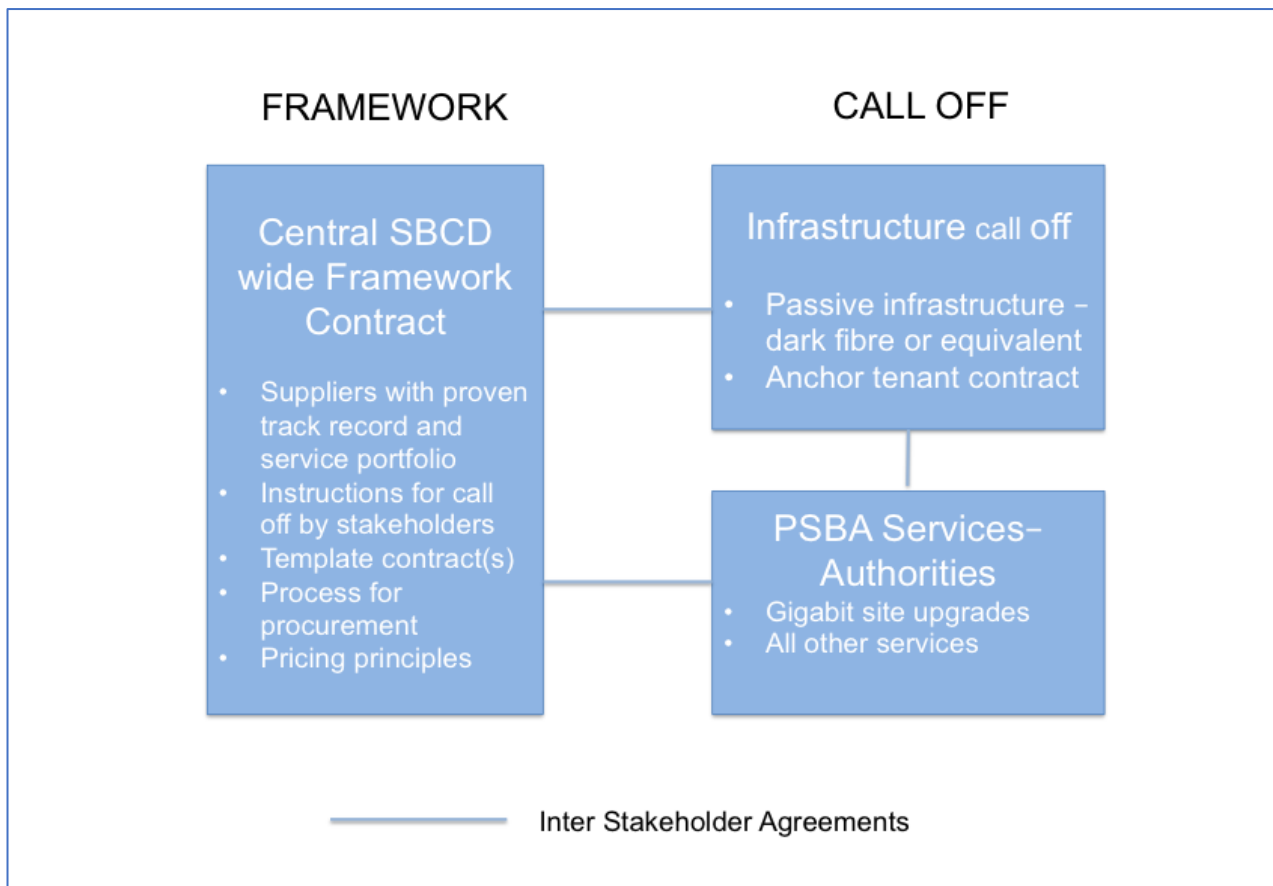 FRAMEWORK
CALL OFF
Central SBCD
wide Framework
Contract
• Suppliers with proven
track record and
service portfolio
• Instructions for call
off by stakeholders
• Template contract(s)
• Process for
procurement
• Pricing principles
Infrastructure call off
• Passive infrastructure –
dark fibre or equivalent
• Anchor tenant contract
PSBA Services–
Authorities
• Gigabit site upgrades
• All other services
Inter Stakeholder Agreements